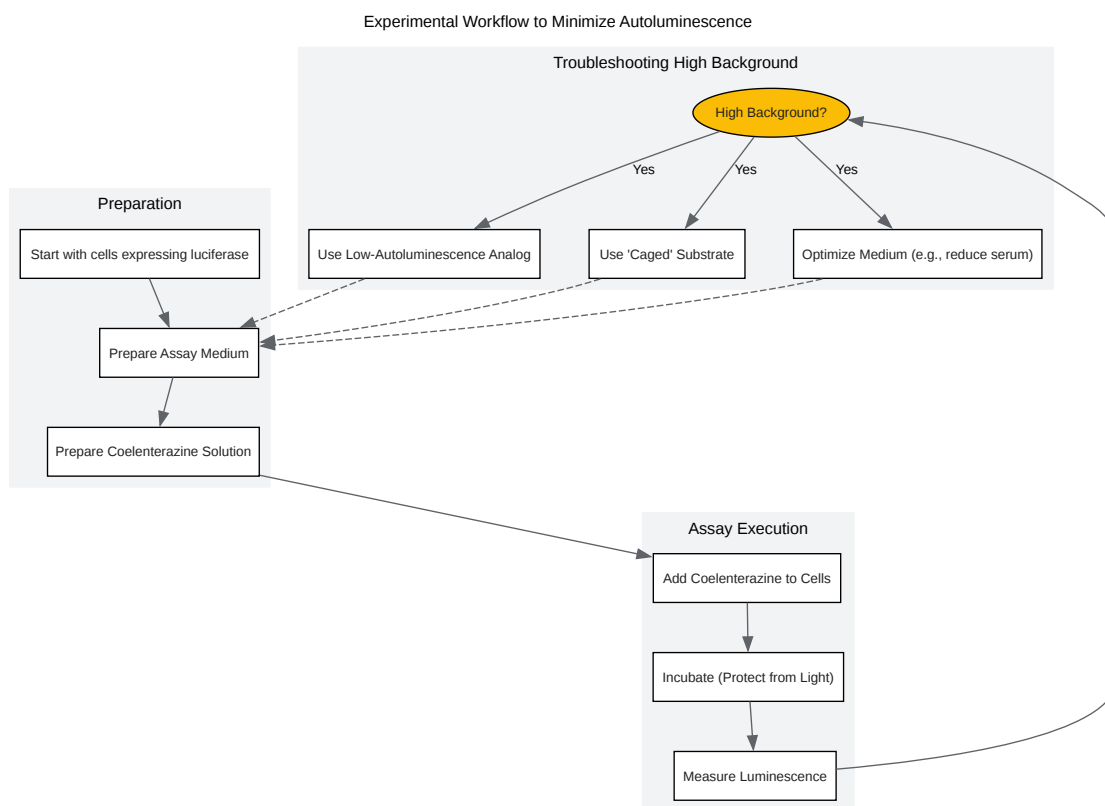 Experimental Workflow to Minimize Autoluminescence
Troubleshooting High Background
High Background?
Yes
Yes
Yes
Use Low-Autoluminescence Analog
Use 'Caged' Substrate
Optimize Medium (e.g., reduce serum)
Preparation
Start with cells expressing luciferase
Prepare Assay Medium
Prepare Coelenterazine Solution
Assay Execution
Add Coelenterazine to Cells
Incubate (Protect from Light)
Measure Luminescence